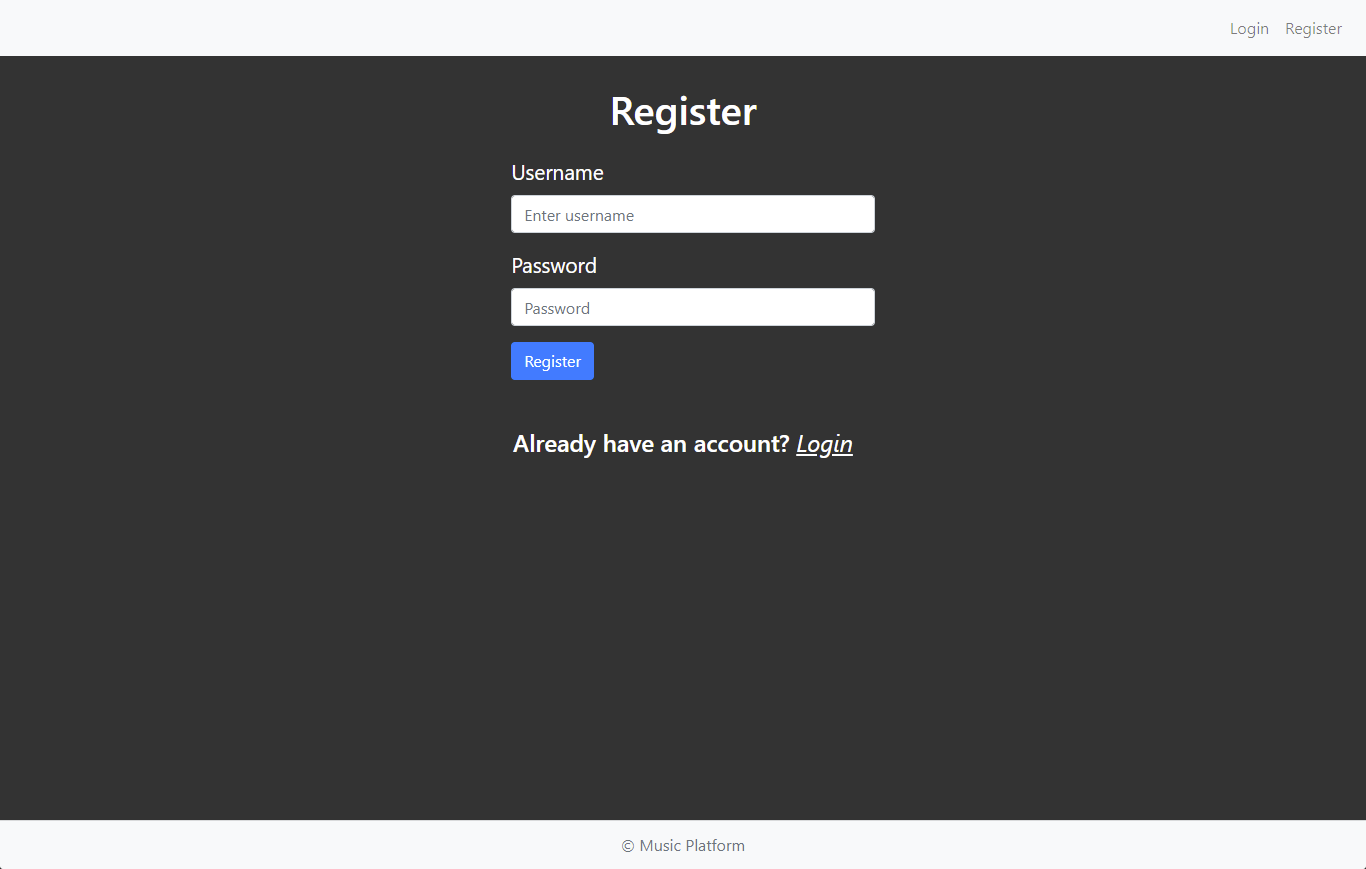 Login Register
Register
Username
Enter username
Password
Password
Register
Already have an account? Login
© Music Platform